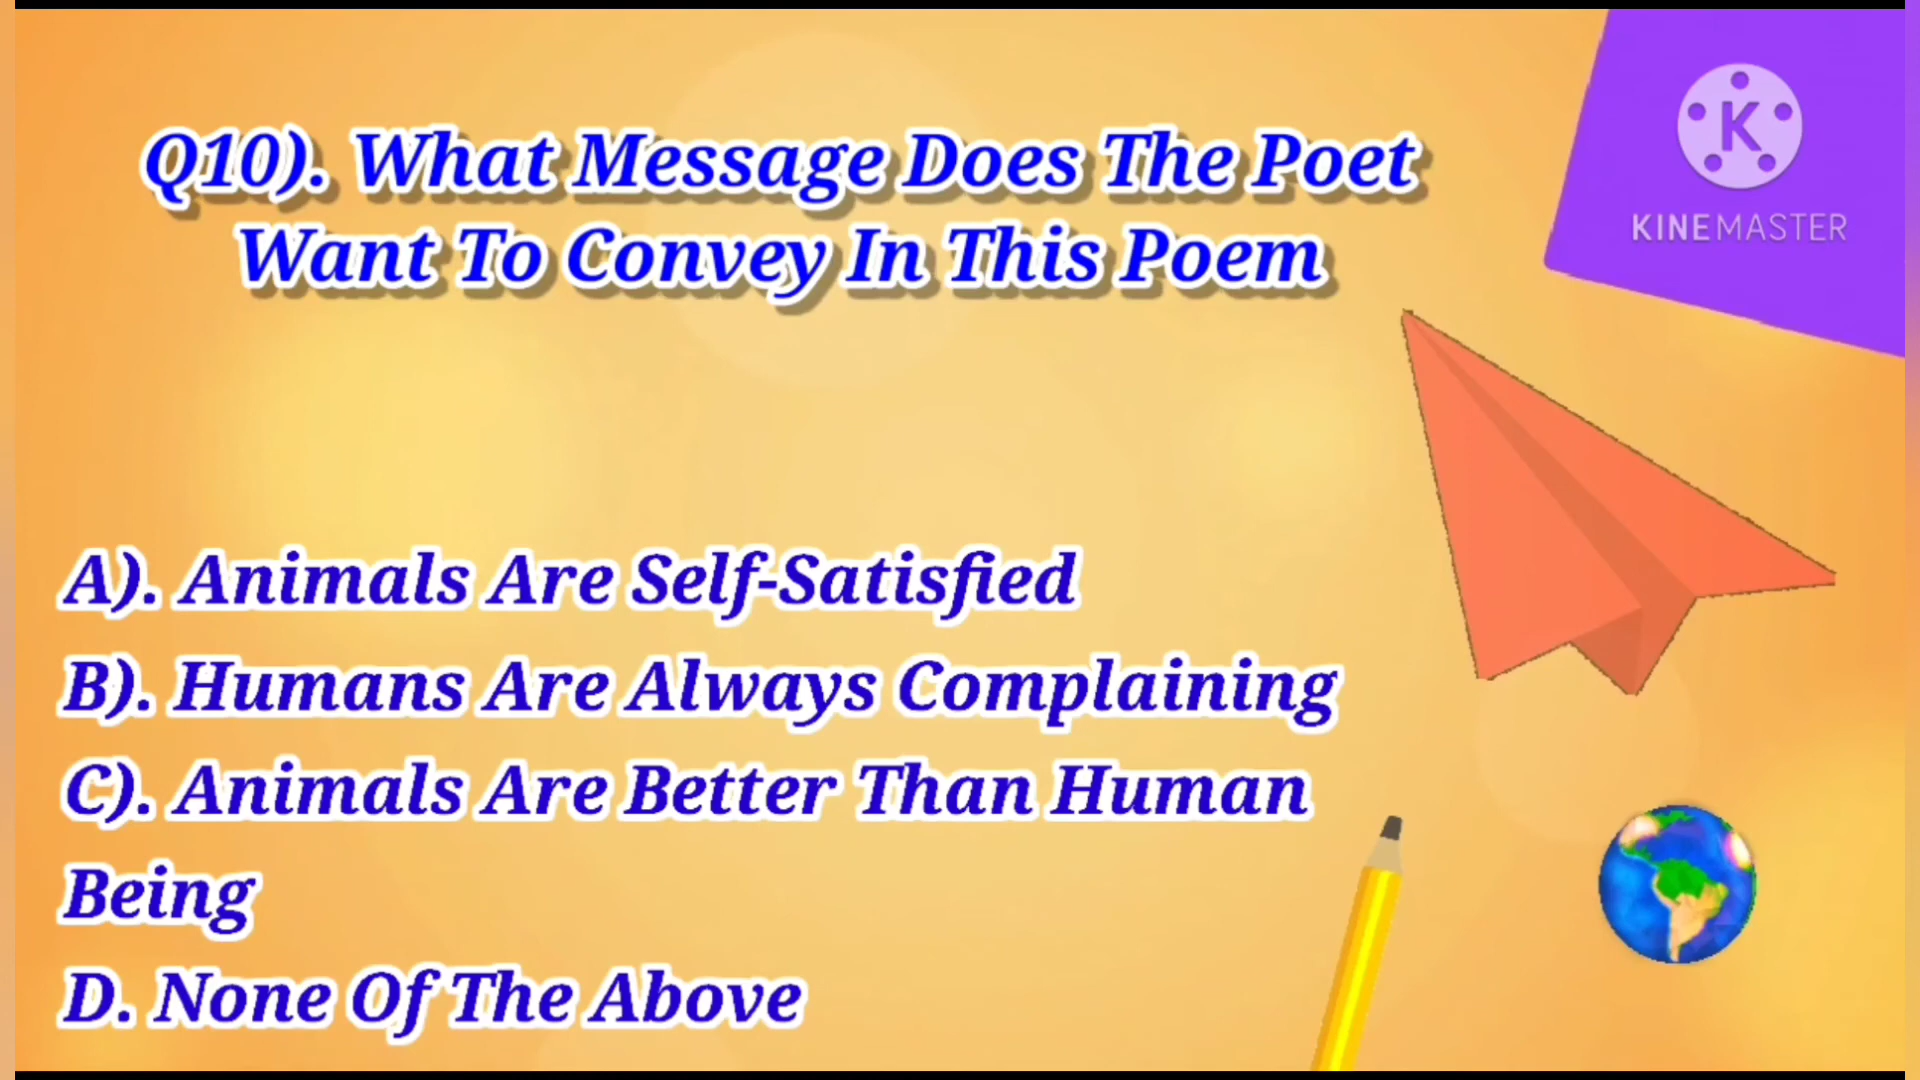 Q10). What Message Does The Poet
Want To Convey In This Poem
K
KINEMASTER
A). Animals Are Self-Satisfied
B). Humans Are Always Complaining
C). Animals Are Better Than Human
Being
D. None Of The Above